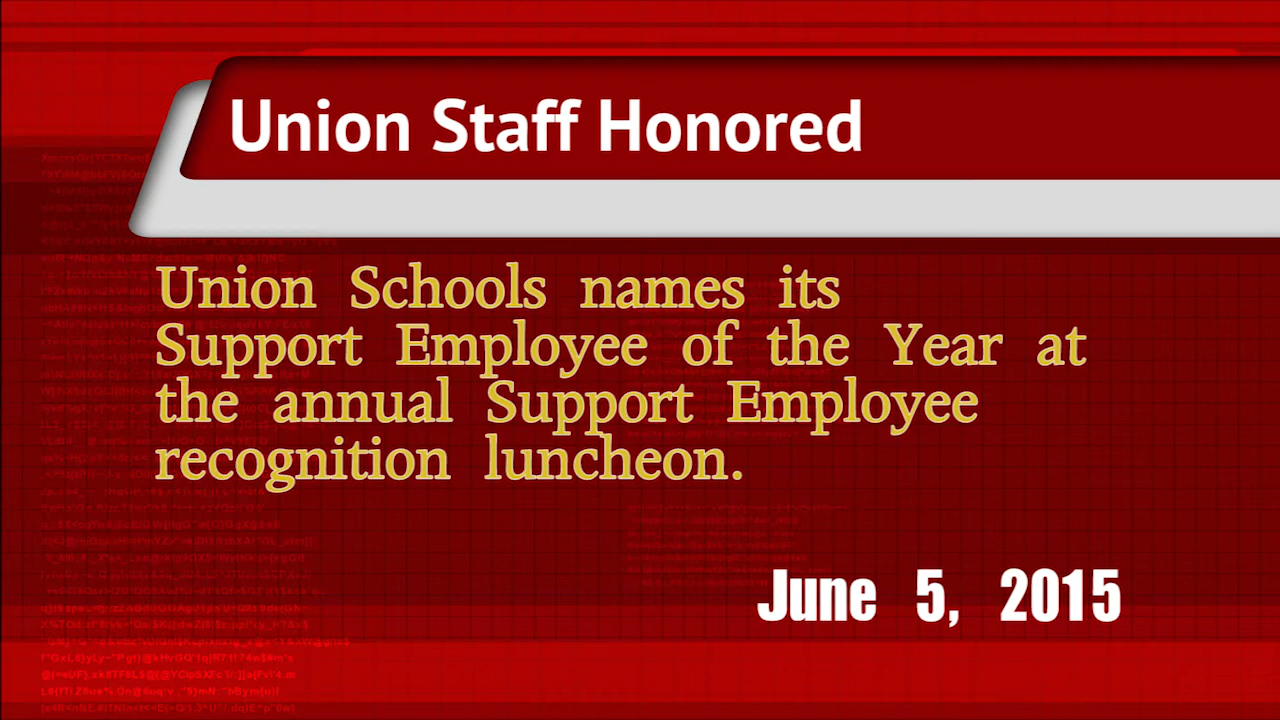 Union Staff Honored
Union Schools names its
Support Employee of the Year at
the annual Support Employee
recognition luncheon.
June 5, 2015